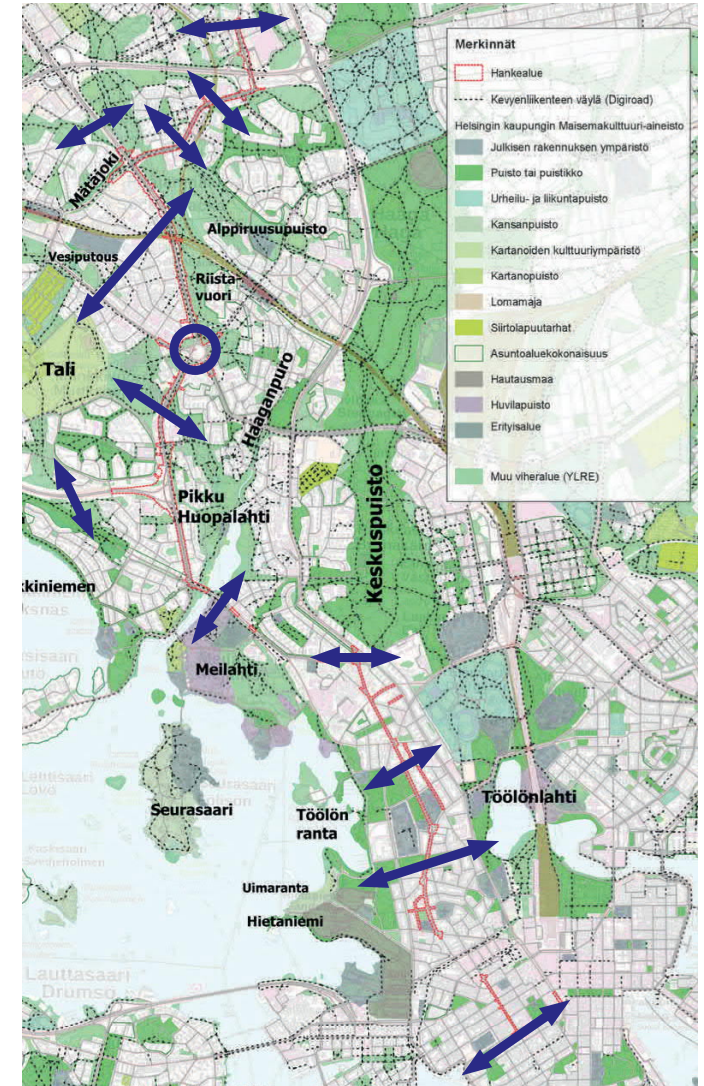 Merkinnät
Hankealue
Kevyenliikenteen väylä (Digiroad)
Helsingin kaupungin Maisemakulttuuri-aineisto
Julkisen rakennuksen ympäristö
Puisto tai puistikko
Urheilu- ja liikuntapuisto
Kansanpuisto
Kartanoiden kulttuuriympäristö
Kartanopuisto
Lomamaja
Siirtolapuutarhat
Asuntoaluekokonaisuus
Hautausmaa
Huvilapuisto
Erityisalue
Muu viheralue (YLRE)
Mätäjoki
Alppiruusupuisto
Vesiputous
Riista-
vuori
Tali
Haaganpuro
Pikku
Huopalahti
Keskuspuisto
kkiniemen
Meilahti
Seurasaari
Töölön
ranta
Töölönlahti
Uimaranta
Hietaniemi
Lauttasaari
Drumsö